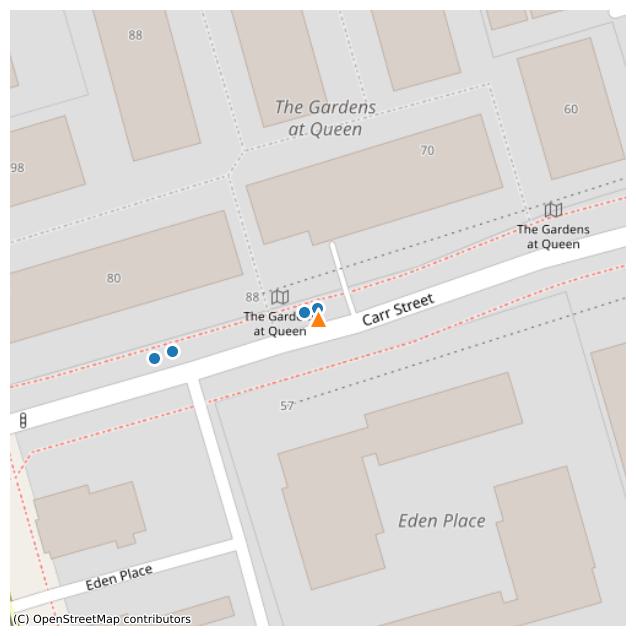 88
The Gardens
at Queen
60
70
98
The Gardens
at Queen
80
88
The Garde
at Queen
Carr Street
57
Eden Place
Eden Place
(C) OpenStreetMap contributors